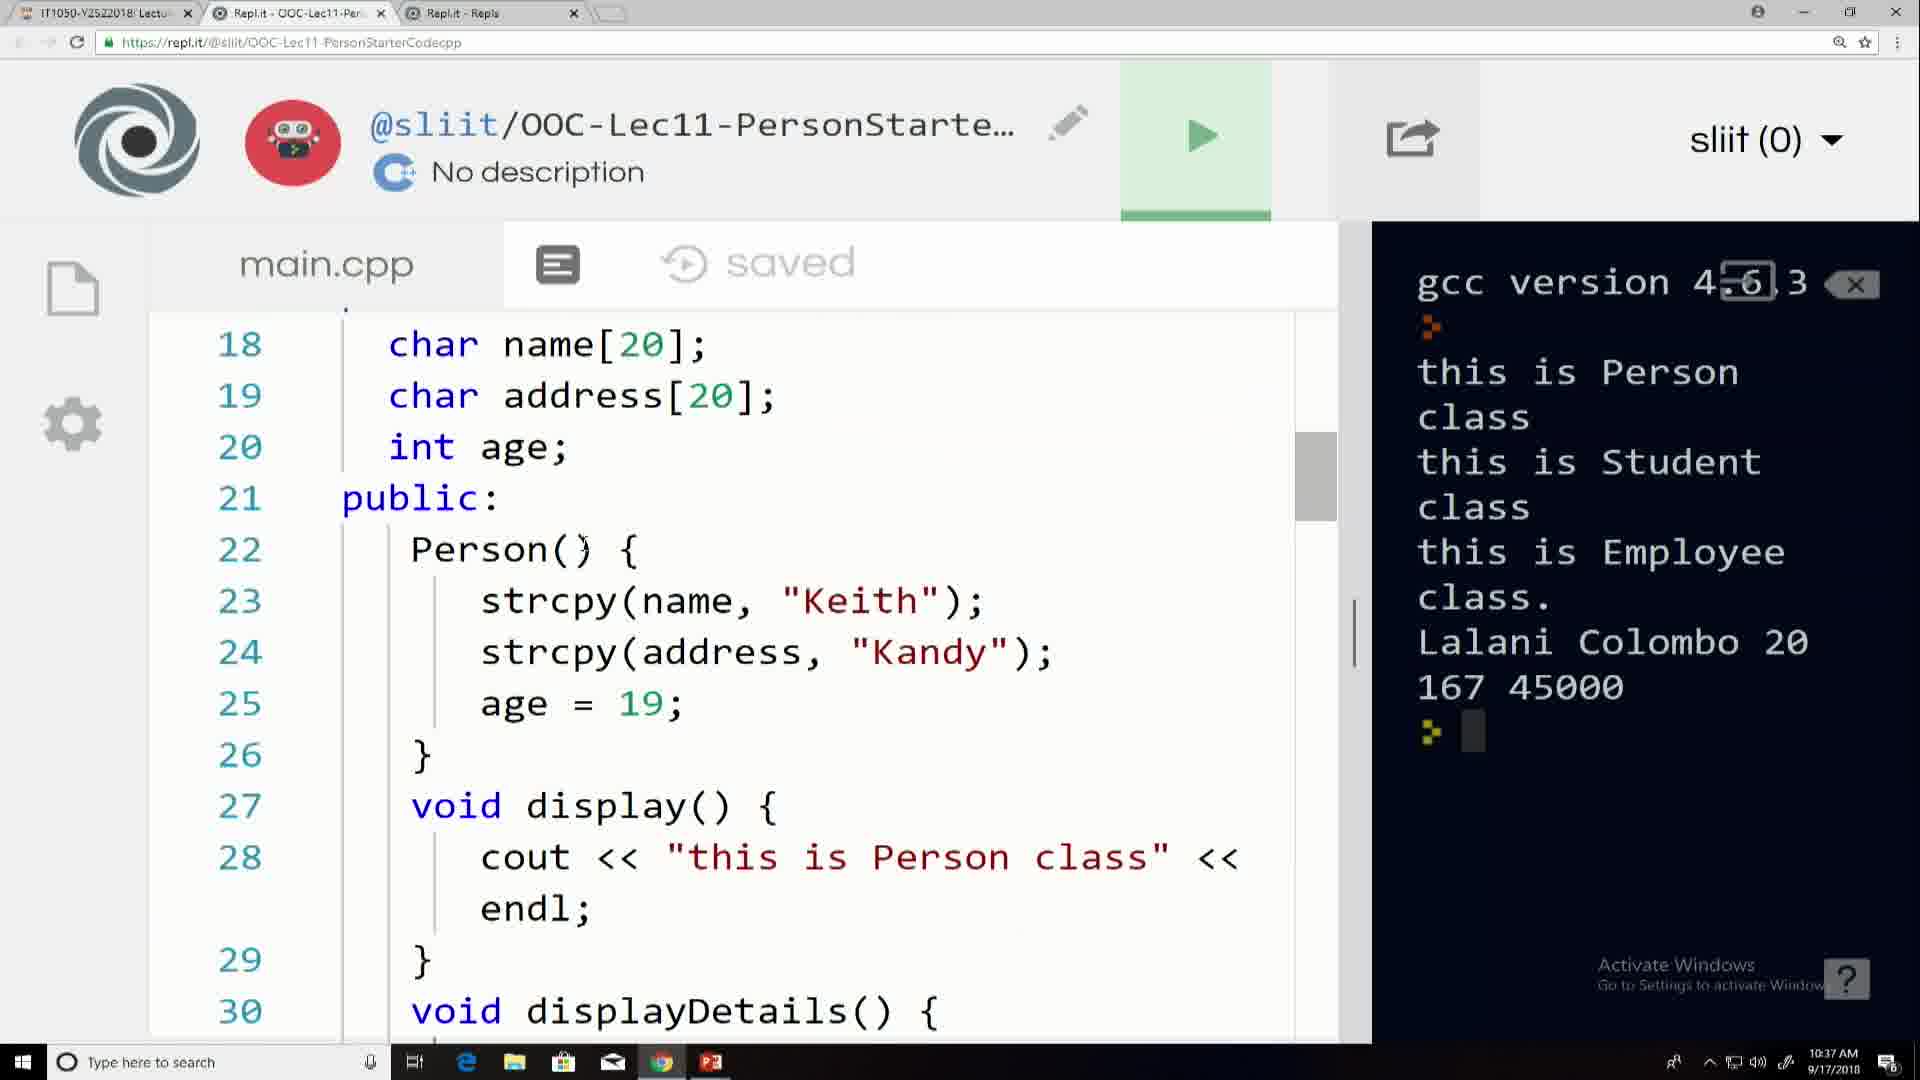 IT1050-Y2S22018: Lectu
Repl.it - OOC-Lec11-Per
Repl.it - Repls
https://repl.it/@sliit/OOC-Lec11-PersonStarterCodecpp
@sliit/OOC-Lec11-PersonStarte...
No description
sliit (0)
main.cpp
saved
18 char name[20];
19 char address[20];
20 int age;
21 public:
22 Person() {
23 strcpy(name, "Keith");
24 strcpy(address, "Kandy");
25 age = 19;
26 }
27 void display() {
28 cout << "this is Person class" <<
endl;
29 }
30 void displayDetails() {
gcc version 4.6.3
this is Person
class
this is Student
class
this is Employee
class.
Lalani Colombo 20
167 45000
Activate Windows
Go to Settings to activate Window
?
Type here to search
10:37 AM
9/17/2018